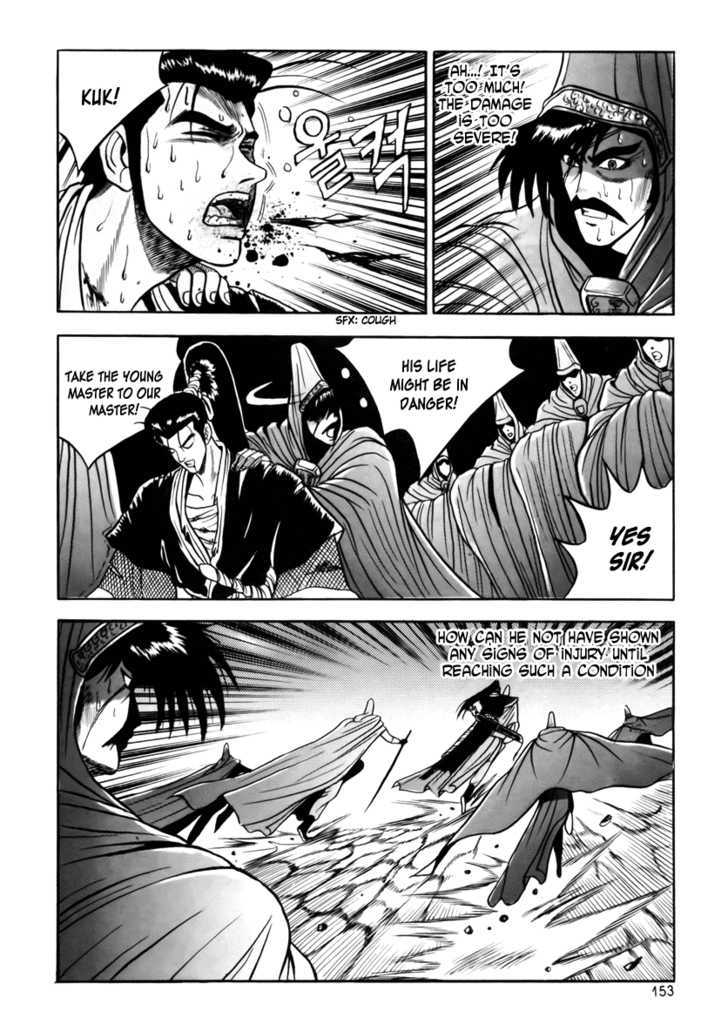 KUK!
울컥
SFX: COUGH
AH...! IT'S
TOO MUCH!
THE DAMAGE
IS TOO
SEVERE!
TAKE THE YOUNG
MASTER TO OUR
MASTER!
HIS LIFE
MIGHT BE IN
DANGER!
YES
SIR!
HOW CAN HE NOT HAVE SHOWN
ANY SIGNS OF INJURY UNTIL
REACHING SUCH A CONDITION
153